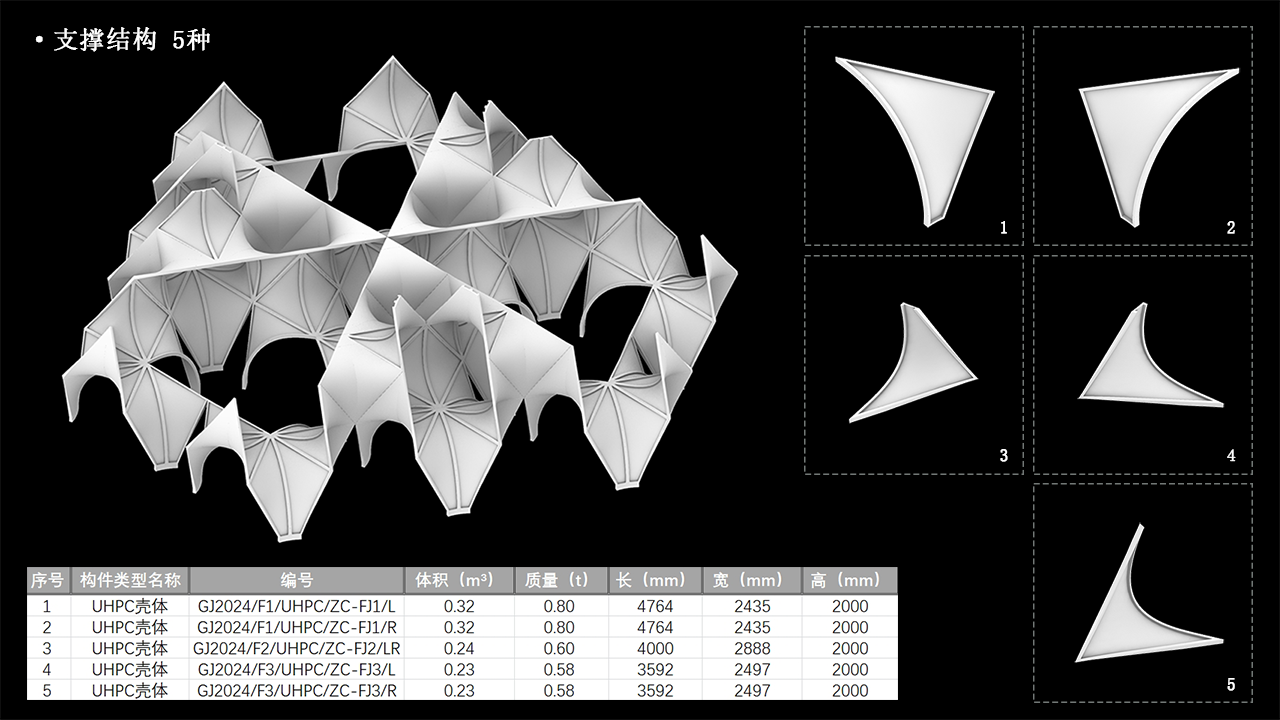 • 支撑结构 5种
1
2
3
4
5
序号 构件类型名称 编号 体积（m³） 质量（t） 长（mm） 宽（mm） 高（mm）
1 UHPC壳体 GJ2024/F1/UHPC/ZC-FJ1/L 0.32 0.80 4764 2435 2000
2 UHPC壳体 GJ2024/F1/UHPC/ZC-FJ1/R 0.32 0.80 4764 2435 2000
3 UHPC壳体 GJ2024/F2/UHPC/ZC-FJ2/LR 0.24 0.60 4000 2888 2000
4 UHPC壳体 GJ2024/F3/UHPC/ZC-FJ3/L 0.23 0.58 3592 2497 2000
5 UHPC壳体 GJ2024/F3/UHPC/ZC-FJ3/R 0.23 0.58 3592 2497 2000